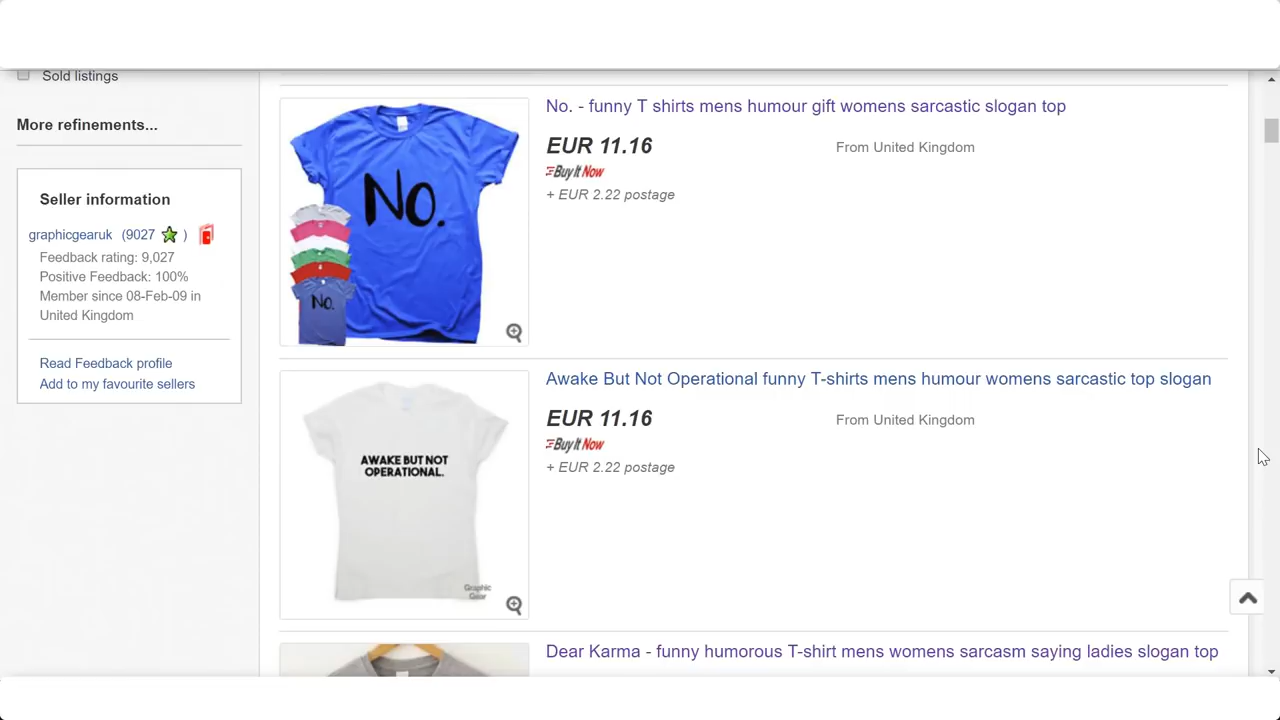 Sold listings
More refinements...
Seller information
graphicgearuk (9027 )
Feedback rating: 9,027
Positive Feedback: 100%
Member since 08-Feb-09 in
United Kingdom
Read Feedback profile
Add to my favourite sellers
No.
No.
No. - funny T shirts mens humour gift womens sarcastic slogan top
EUR 11.16
From United Kingdom
Buy It Now
+ EUR 2.22 postage
AWAKE BUT NOT
OPERATIONAL.
Graphic
Gear
Awake But Not Operational funny T-shirts mens humour womens sarcastic top slogan
EUR 11.16
From United Kingdom
Buy It Now
+ EUR 2.22 postage
Dear Karma - funny humorous T-shirt mens womens sarcasm saying ladies slogan top